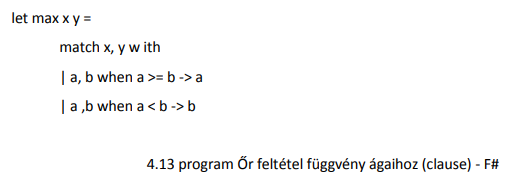 let max x y =
match x, y w ith
| a, b when a >= b -> a
| a ,b when a < b -> b
4.13 program Őr feltétel függvény ágaihoz (clause) - F#